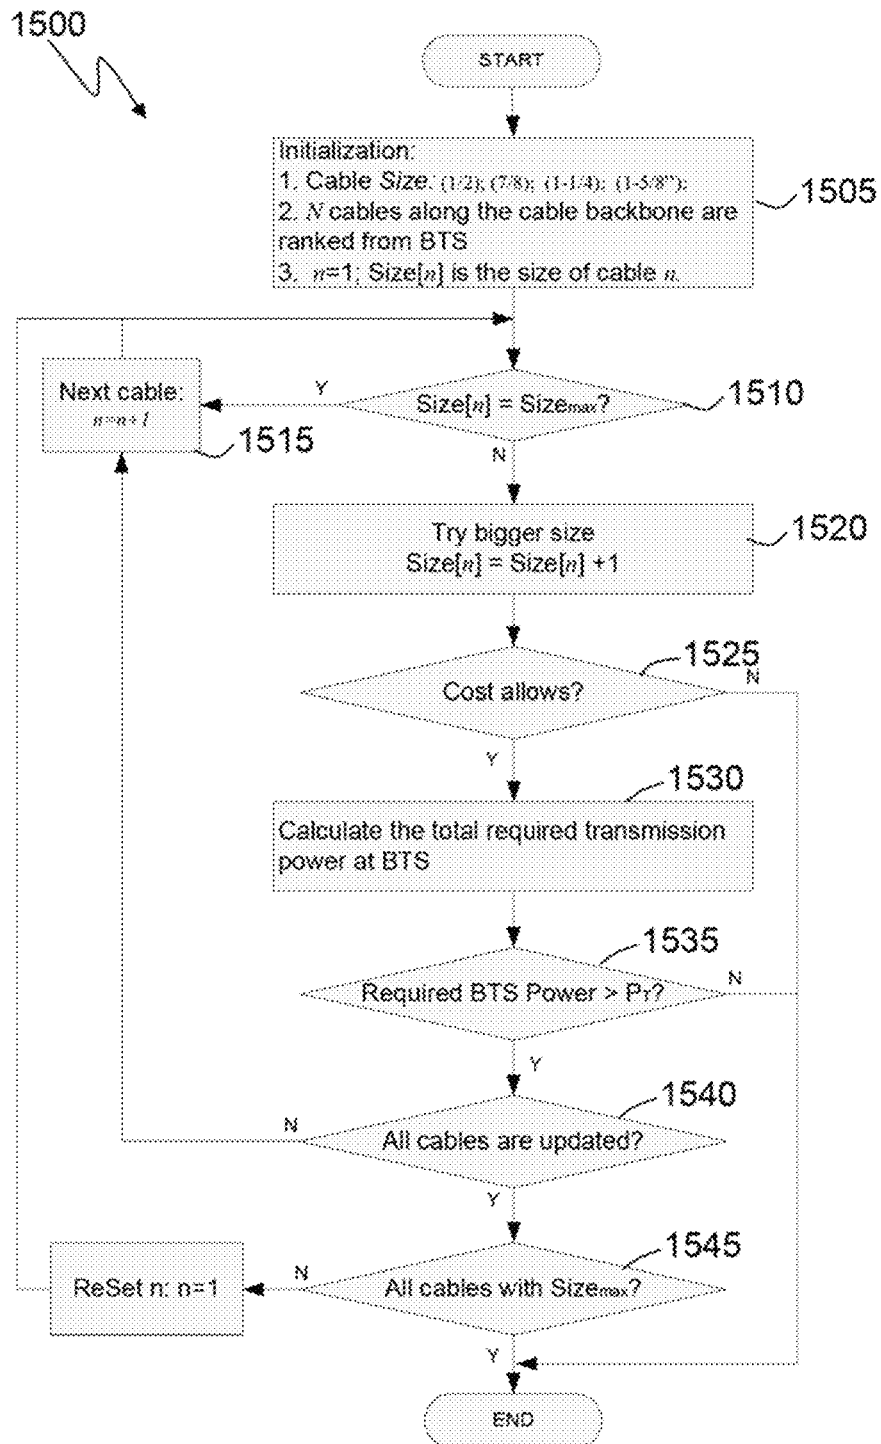 1500
START
Initialization:
1. Cable Size: (1/2); (7/8); (1-1/4); (1-5/8");
2. N cables along the cable backbone are
ranked from BTS
3. n=1; Size[n] is the size of cable n.
1505
Size[n] = Sizemax?
1510
Y
N
Next cable:
n=n+1
1515
Try bigger size
Size[n] = Size[n] +1
1520
Cost allows?
1525
N
Y
1530
Calculate the total required transmission
power at BTS
1535
Required BTS Power > PT?
N
Y
1540
All cables are updated?
N
Y
1545
All cables with Sizemax?
N
ReSet n: n=1
Y
END